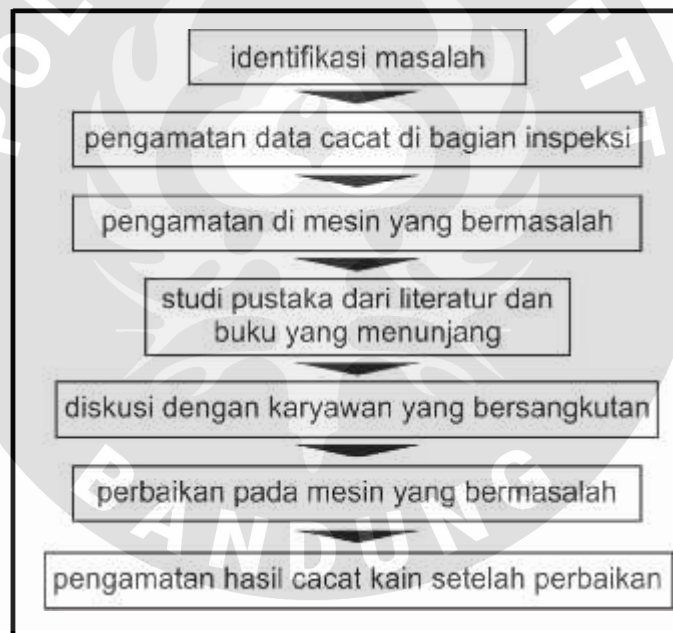 identifikasi masalah
pengamatan data cacat di bagian inspeksi
pengamatan di mesin yang bermasalah
studi pustaka dari literatur dan
buku yang menunjang
diskusi dengan karyawan yang bersangkutan
perbaikan pada mesin yang bermasalah
pengamatan hasil cacat kain setelah perbaikan
BANDUNG